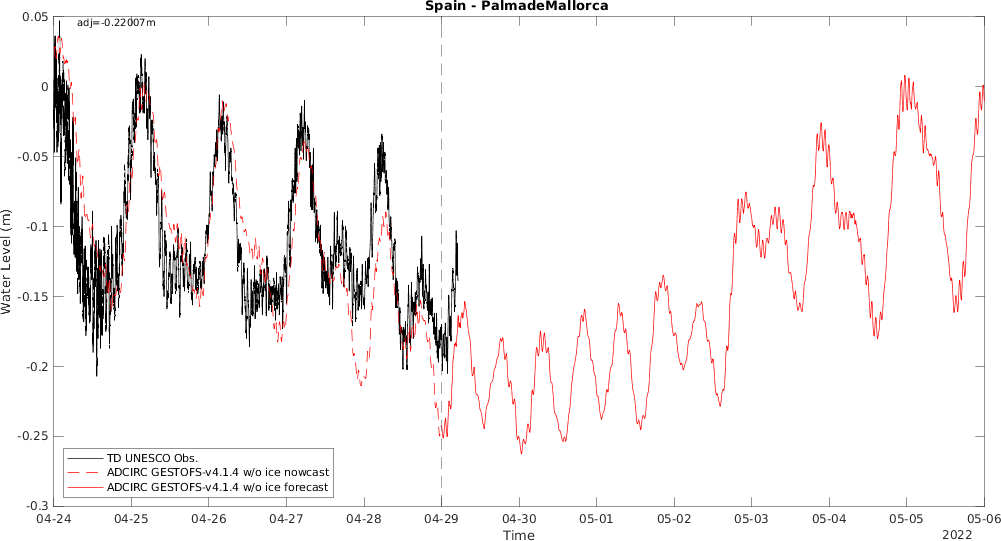 Spain - PalmadeMallorca
adj=-0.22007m
0.05
0
-0.05
-0.1
-0.15
-0.2
-0.25
-0.3
Water Level (m)
TD UNESCO Obs.
ADCIRC GESTOFS-v4.1.4 w/o ice nowcast
ADCIRC GESTOFS-v4.1.4 w/o ice forecast
04-24 04-25 04-26 04-27 04-28 04-29 04-30 05-01 05-02 05-03 05-04 05-05 05-06
Time
2022